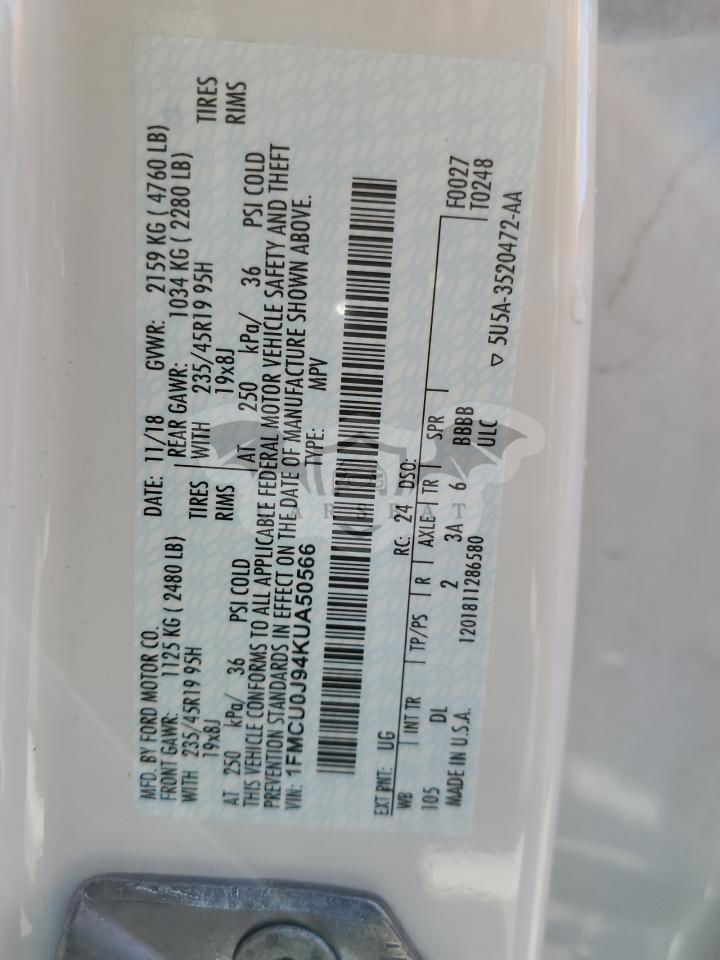 MFD. BY FORD MOTOR CO.
DATE: 11/18 GVWR: 2159 KG ( 4760 LB)
FRONT GAWR: 1125 KG ( 2480 LB) REAR GAWR: 1034 KG ( 2280 LB)
WITH 235/45R19 95H TIRES WITH 235/45R19 95H TIRES
19x8J RIMS 19x8J RIMS
AT 250 kPa/ 36 PSI COLD AT 250 kPa/ 36 PSI COLD
THIS VEHICLE CONFORMS TO ALL APPLICABLE FEDERAL MOTOR VEHICLE SAFETY AND THEFT
PREVENTION STANDARDS IN EFFECT ON THE DATE OF MANUFACTURE SHOWN ABOVE.
VIN: 1FMCU0J94KUA50566 TYPE: MPV
EXT PNT: UG RC: 24 DSO:
WB INT TR TP/PS R AXLE TR SPR F0027
105 DL 2 3A 6 BBBB T0248
MADE IN U.S.A. 1201811286580 ULC
▽ 5U5A-3520472-AA
CARSFAT